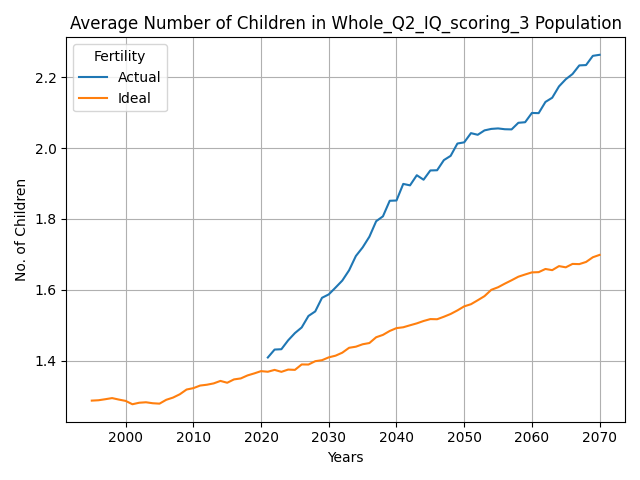 Average Number of Children in Whole_Q2_IQ_scoring_3 Population
Fertility
Actual
Ideal
No. of Children
2.2
2.0
1.8
1.6
1.4
2000 2010 2020 2030 2040 2050 2060 2070
Years